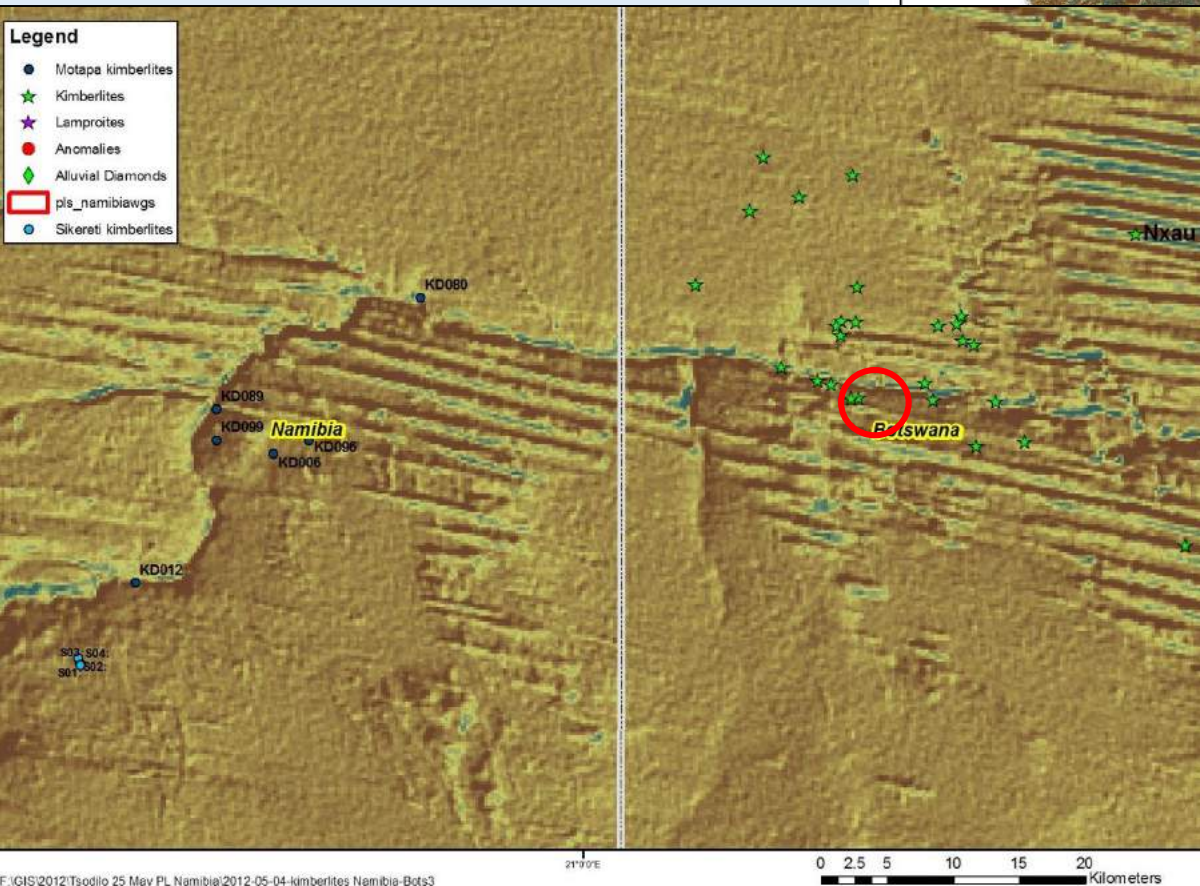 Legend
Motapa kimberlites
Kimberlites
Lamproites
Anomalies
Alluvial Diamonds
pls_namibiawgs
Sikereti kimberlites
Nxau
KD080
KD089
KD099
Namibia
KD096
KD006
Botswana
KD012
S03: S04:
S01: S02:
21°0'0"E
0 2.5 5 10 15 20
Kilometers
F:\GIS\2012\Tsodilo 25 May PL Namibia\2012-05-04-kimberlites Namibia-Bots3